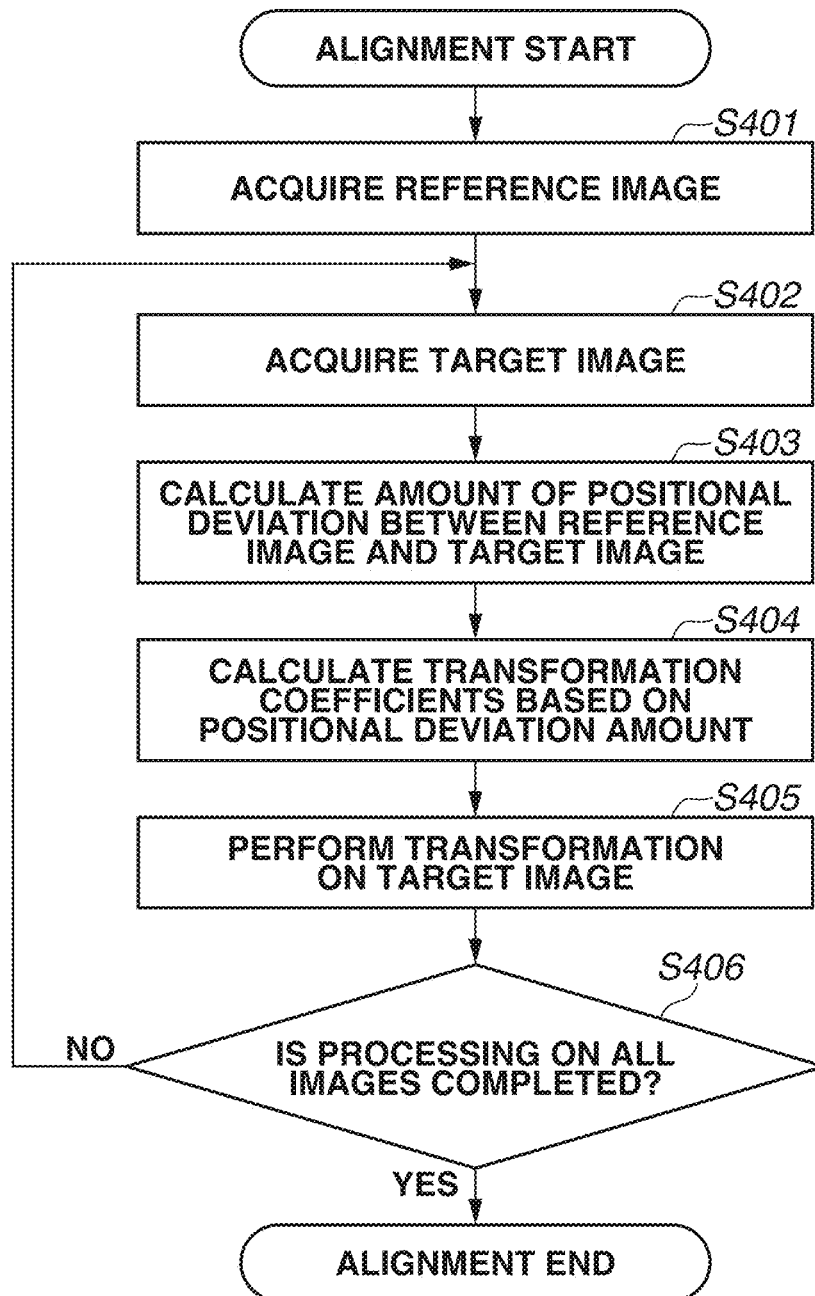 ALIGNMENT START
S401
ACQUIRE REFERENCE IMAGE
S402
ACQUIRE TARGET IMAGE
S403
CALCULATE AMOUNT OF POSITIONAL
DEVIATION BETWEEN REFERENCE
IMAGE AND TARGET IMAGE
S404
CALCULATE TRANSFORMATION
COEFFICIENTS BASED ON
POSITIONAL DEVIATION AMOUNT
S405
PERFORM TRANSFORMATION
ON TARGET IMAGE
S406
NO
IS PROCESSING ON ALL
IMAGES COMPLETED?
YES
ALIGNMENT END